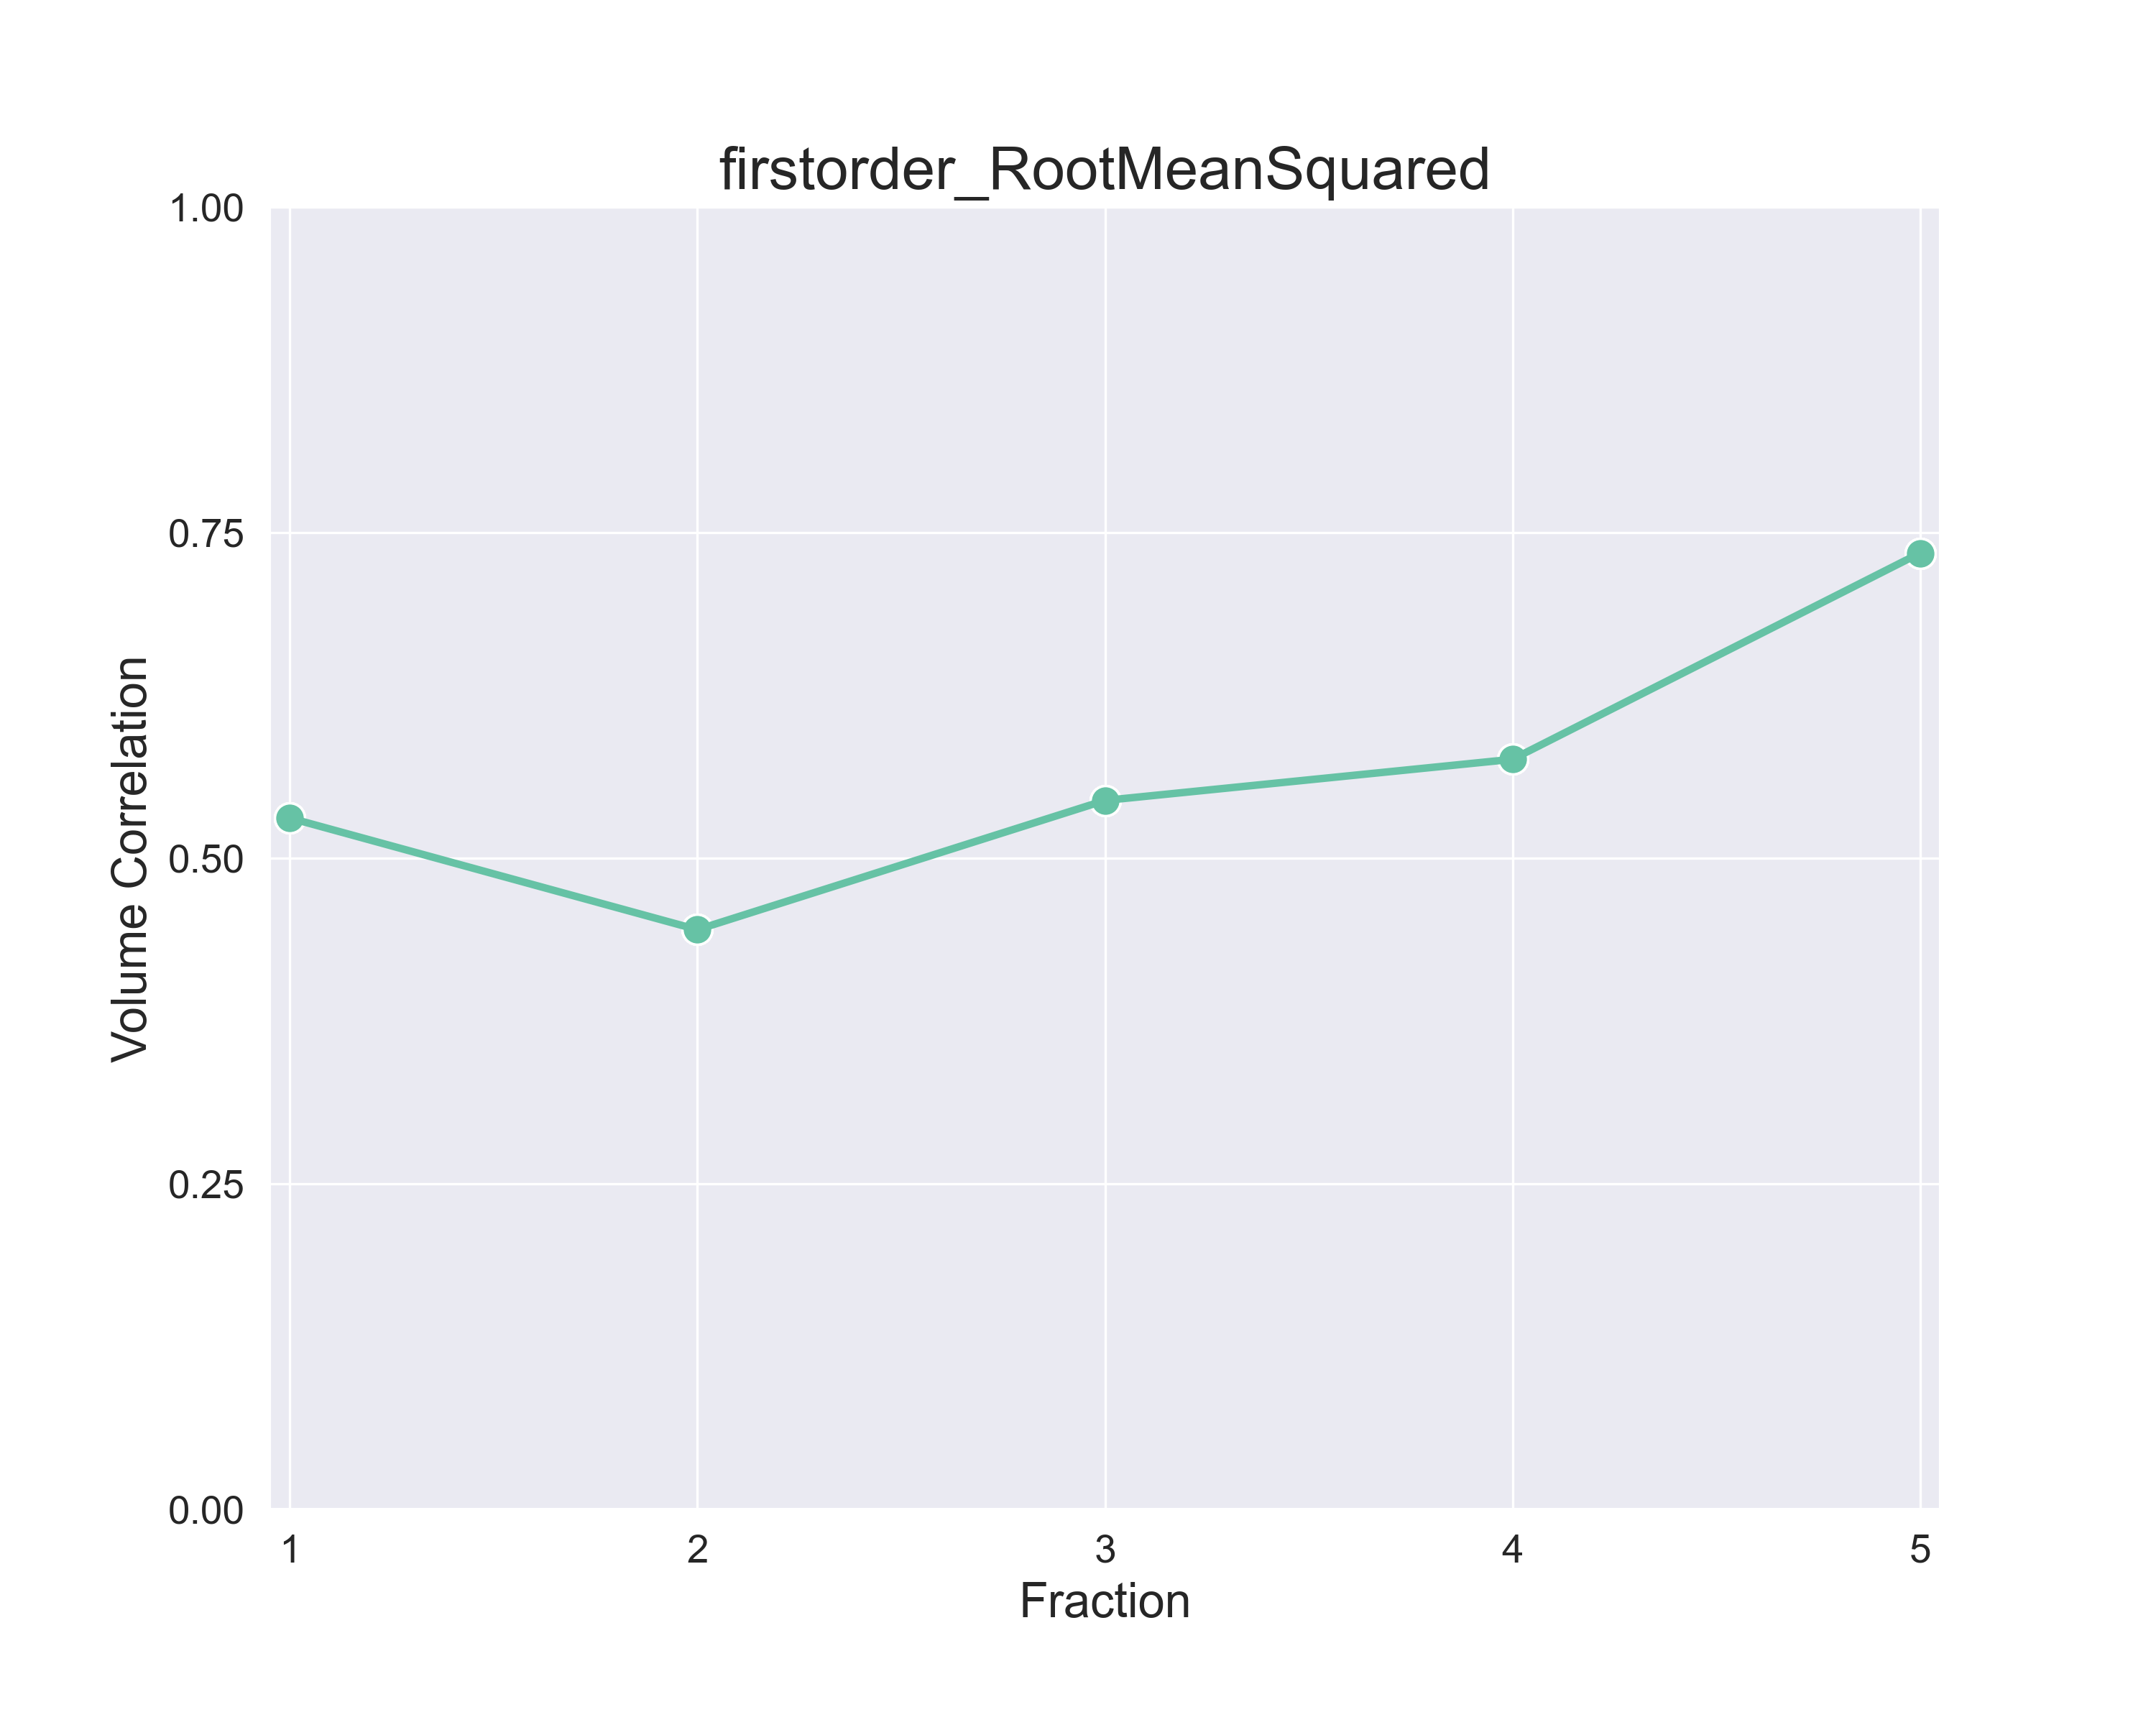 firstorder_RootMeanSquared
1.00
0.75
0.50
0.25
0.00
Volume Correlation
1 2 3 4 5
Fraction